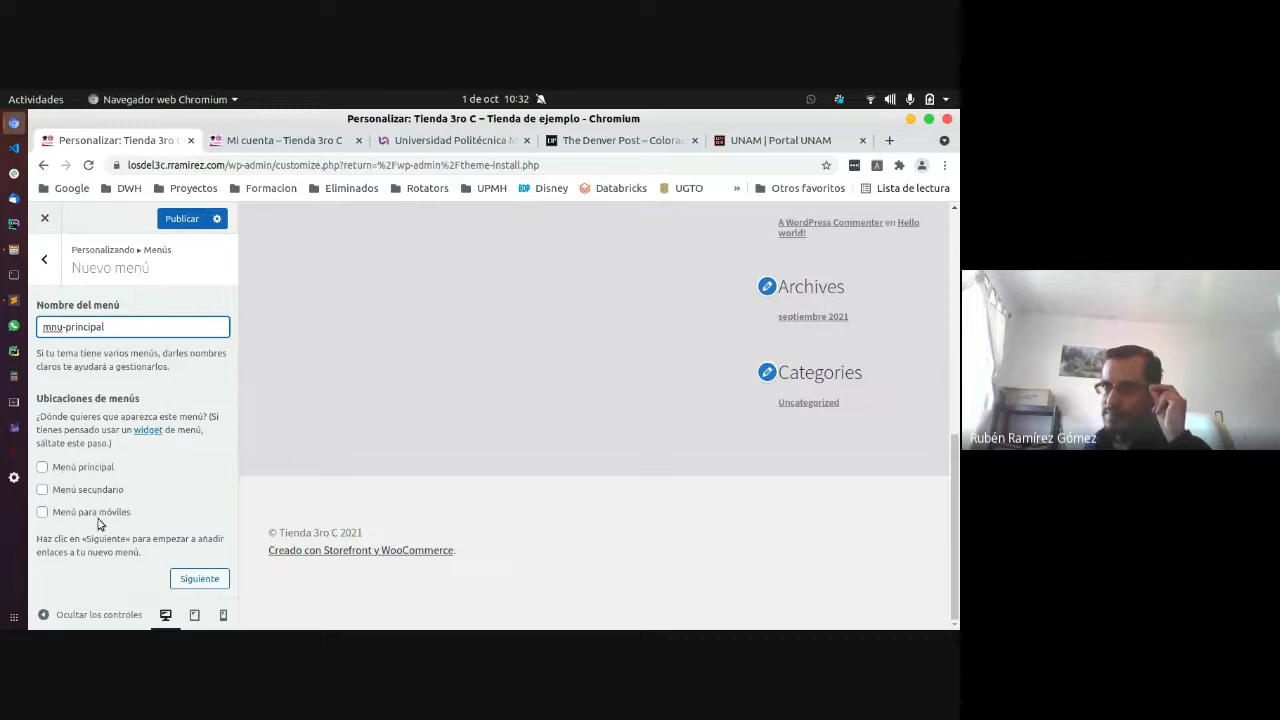 Actividades
Navegador web Chromium
1 de oct 10:32
Personalizar: Tienda 3ro C – Tienda de ejemplo - Chromium
Personalizar: Tienda 3ro C
Mi cuenta – Tienda 3ro C
Universidad Politécnica M
The Denver Post – Colora
UNAM | Portal UNAM
losdel3c.rramirez.com/wp-admin/customize.php?return=%2Fwp-admin%2Ftheme-install.php
Google
DWH
Proyectos
Formacion
Eliminados
Rotators
UPMH
Disney
Databricks
UGTO
»
Otros favoritos
Lista de lectura
Publicar
Personalizando ▸ Menús
Nuevo menú
Nombre del menú
mnu-principal
Si tu tema tiene varios menús, darles nombres
claros te ayudará a gestionarlos.
Ubicaciones de menús
¿Dónde quieres que aparezca este menú? (Si
tienes pensado usar un widget de menú,
sáltate este paso.)
Menú principal
Menú secundario
Menú para móviles
Haz clic en «Siguiente» para empezar a añadir
enlaces a tu nuevo menú.
Siguiente
Ocultar los controles
A WordPress Commenter en Hello
world!
Archives
septiembre 2021
Categories
Uncategorized
© Tienda 3ro C 2021
Creado con Storefront y WooCommerce.
Rubén Ramírez Gómez